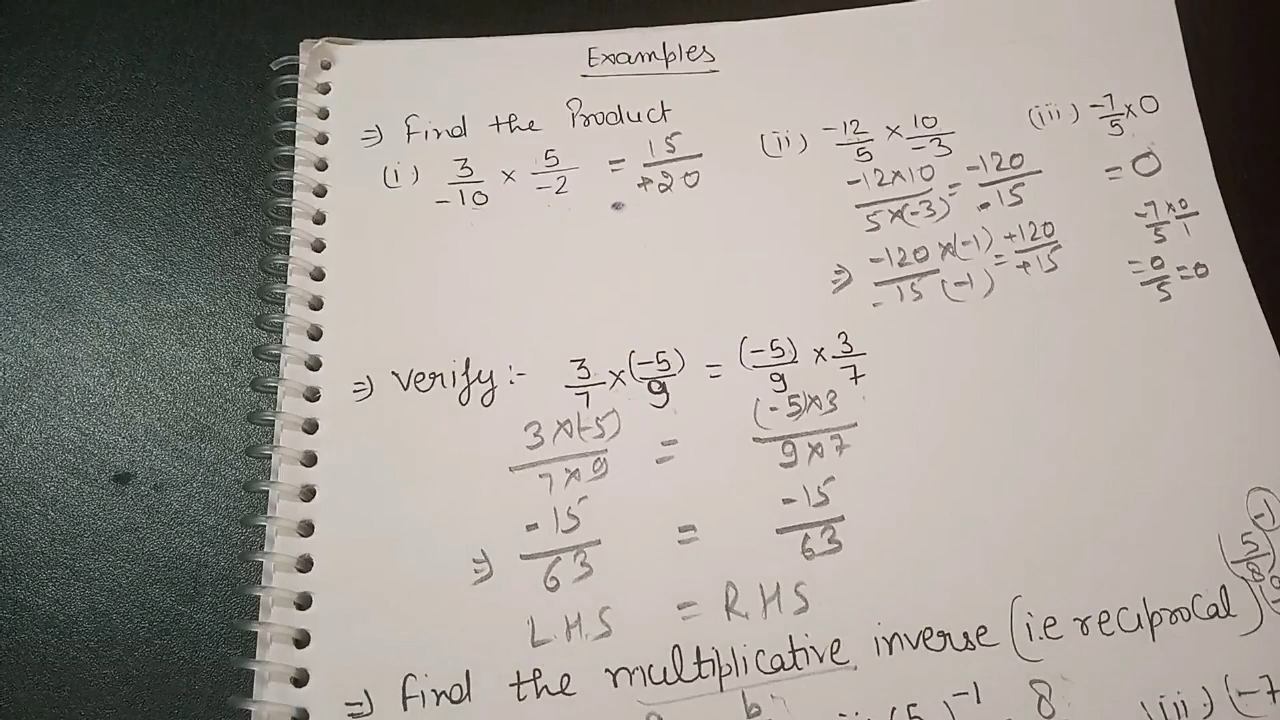 Examples
⇒ Find the Product
(i) 3/-10 × 5/-2 = 15/+20
(ii) -12/5 × 10/-3
-12×10/5×(-3) = -120/-15
⇒ -120×(-1)/-15(-1) = +120/+15
(iii) -7/5 × 0
= 0
-7/5 × 0/1
= 0/5 = 0
⇒ Verify:- 3/7 × (-5)/9 = (-5)/9 × 3/7
3×(-5)/7×9 = (-5)×3/9×7
⇒ -15/63 = -15/63
L.H.S = R.H.S
⇒ Find the multiplicative inverse (i.e reciprocal)